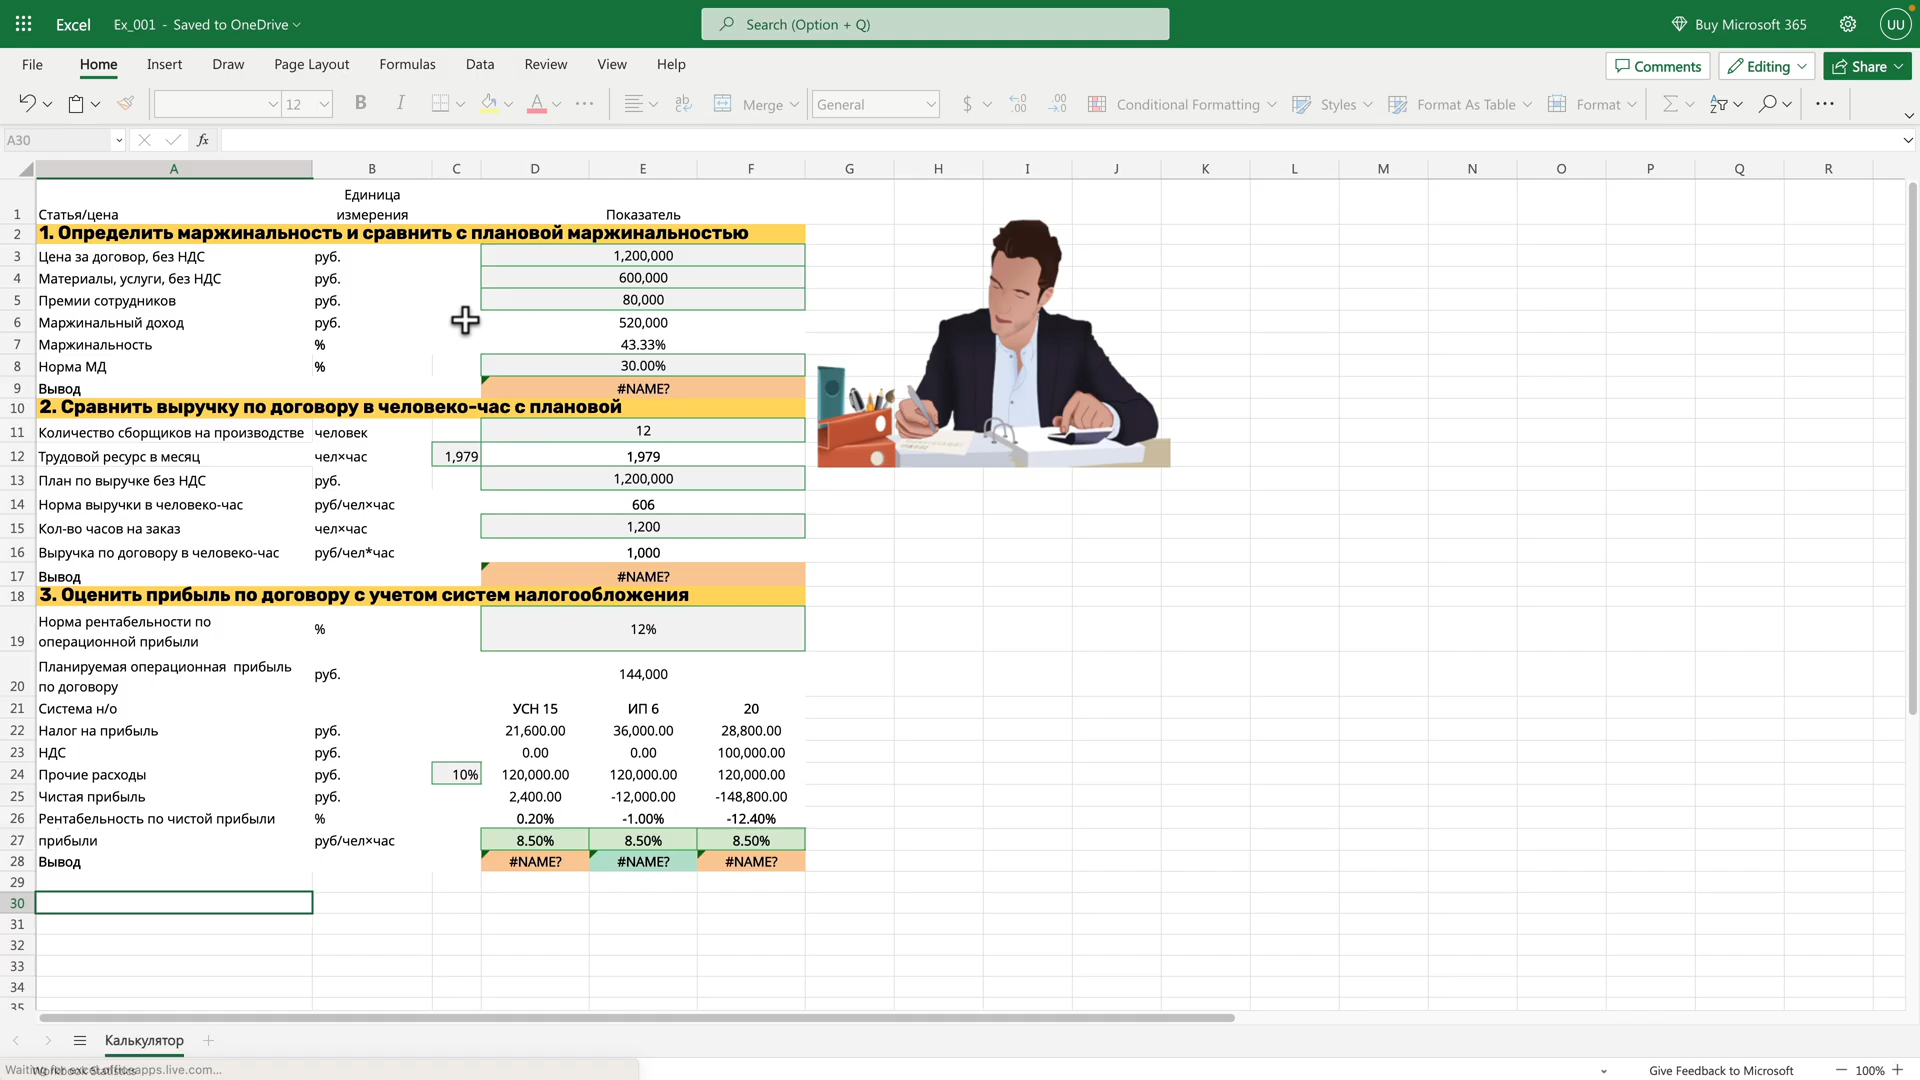 Excel Ex_001 - Saved to OneDrive Search (Option + Q) Buy Microsoft 365 UU
File Home Insert Draw Page Layout Formulas Data Review View Help Comments Editing Share
12 B I A ab Merge General $ Conditional Formatting Styles Format As Table Format
A30 fx
A B C D E F G H I J K L M N O P Q R
Единица
1 Статья/цена измерения Показатель
2 1. Определить маржинальность и сравнить с плановой маржинальностью
3 Цена за договор, без НДС руб. 1,200,000
4 Материалы, услуги, без НДС руб. 600,000
5 Премии сотрудников руб. 80,000
6 Маржинальный доход руб. 520,000
7 Маржинальность % 43.33%
8 Норма МД % 30.00%
9 Вывод #NAME?
10 2. Сравнить выручку по договору в человеко-час с плановой
11 Количество сборщиков на производстве человек 12
12 Трудовой ресурс в месяц чел×час 1,979 1,979
13 План по выручке без НДС руб. 1,200,000
14 Норма выручки в человеко-час руб/чел×час 606
15 Кол-во часов на заказ чел×час 1,200
16 Выручка по договору в человеко-час руб/чел*час 1,000
17 Вывод #NAME?
18 3. Оценить прибыль по договору с учетом систем налогообложения
Норма рентабельности по
19 операционной прибыли % 12%
Планируемая операционная прибыль
20 по договору руб. 144,000
21 Система н/о УСН 15 ИП 6 20
22 Налог на прибыль руб. 21,600.00 36,000.00 28,800.00
23 НДС руб. 0.00 0.00 100,000.00
24 Прочие расходы руб. 10% 120,000.00 120,000.00 120,000.00
25 Чистая прибыль руб. 2,400.00 -12,000.00 -148,800.00
26 Рентабельность по чистой прибыли % 0.20% -1.00% -12.40%
27 прибыли руб/чел×час 8.50% 8.50% 8.50%
28 Вывод #NAME? #NAME? #NAME?
29
30
31
32
33
34
35
Калькулятор
Give Feedback to Microsoft 100%